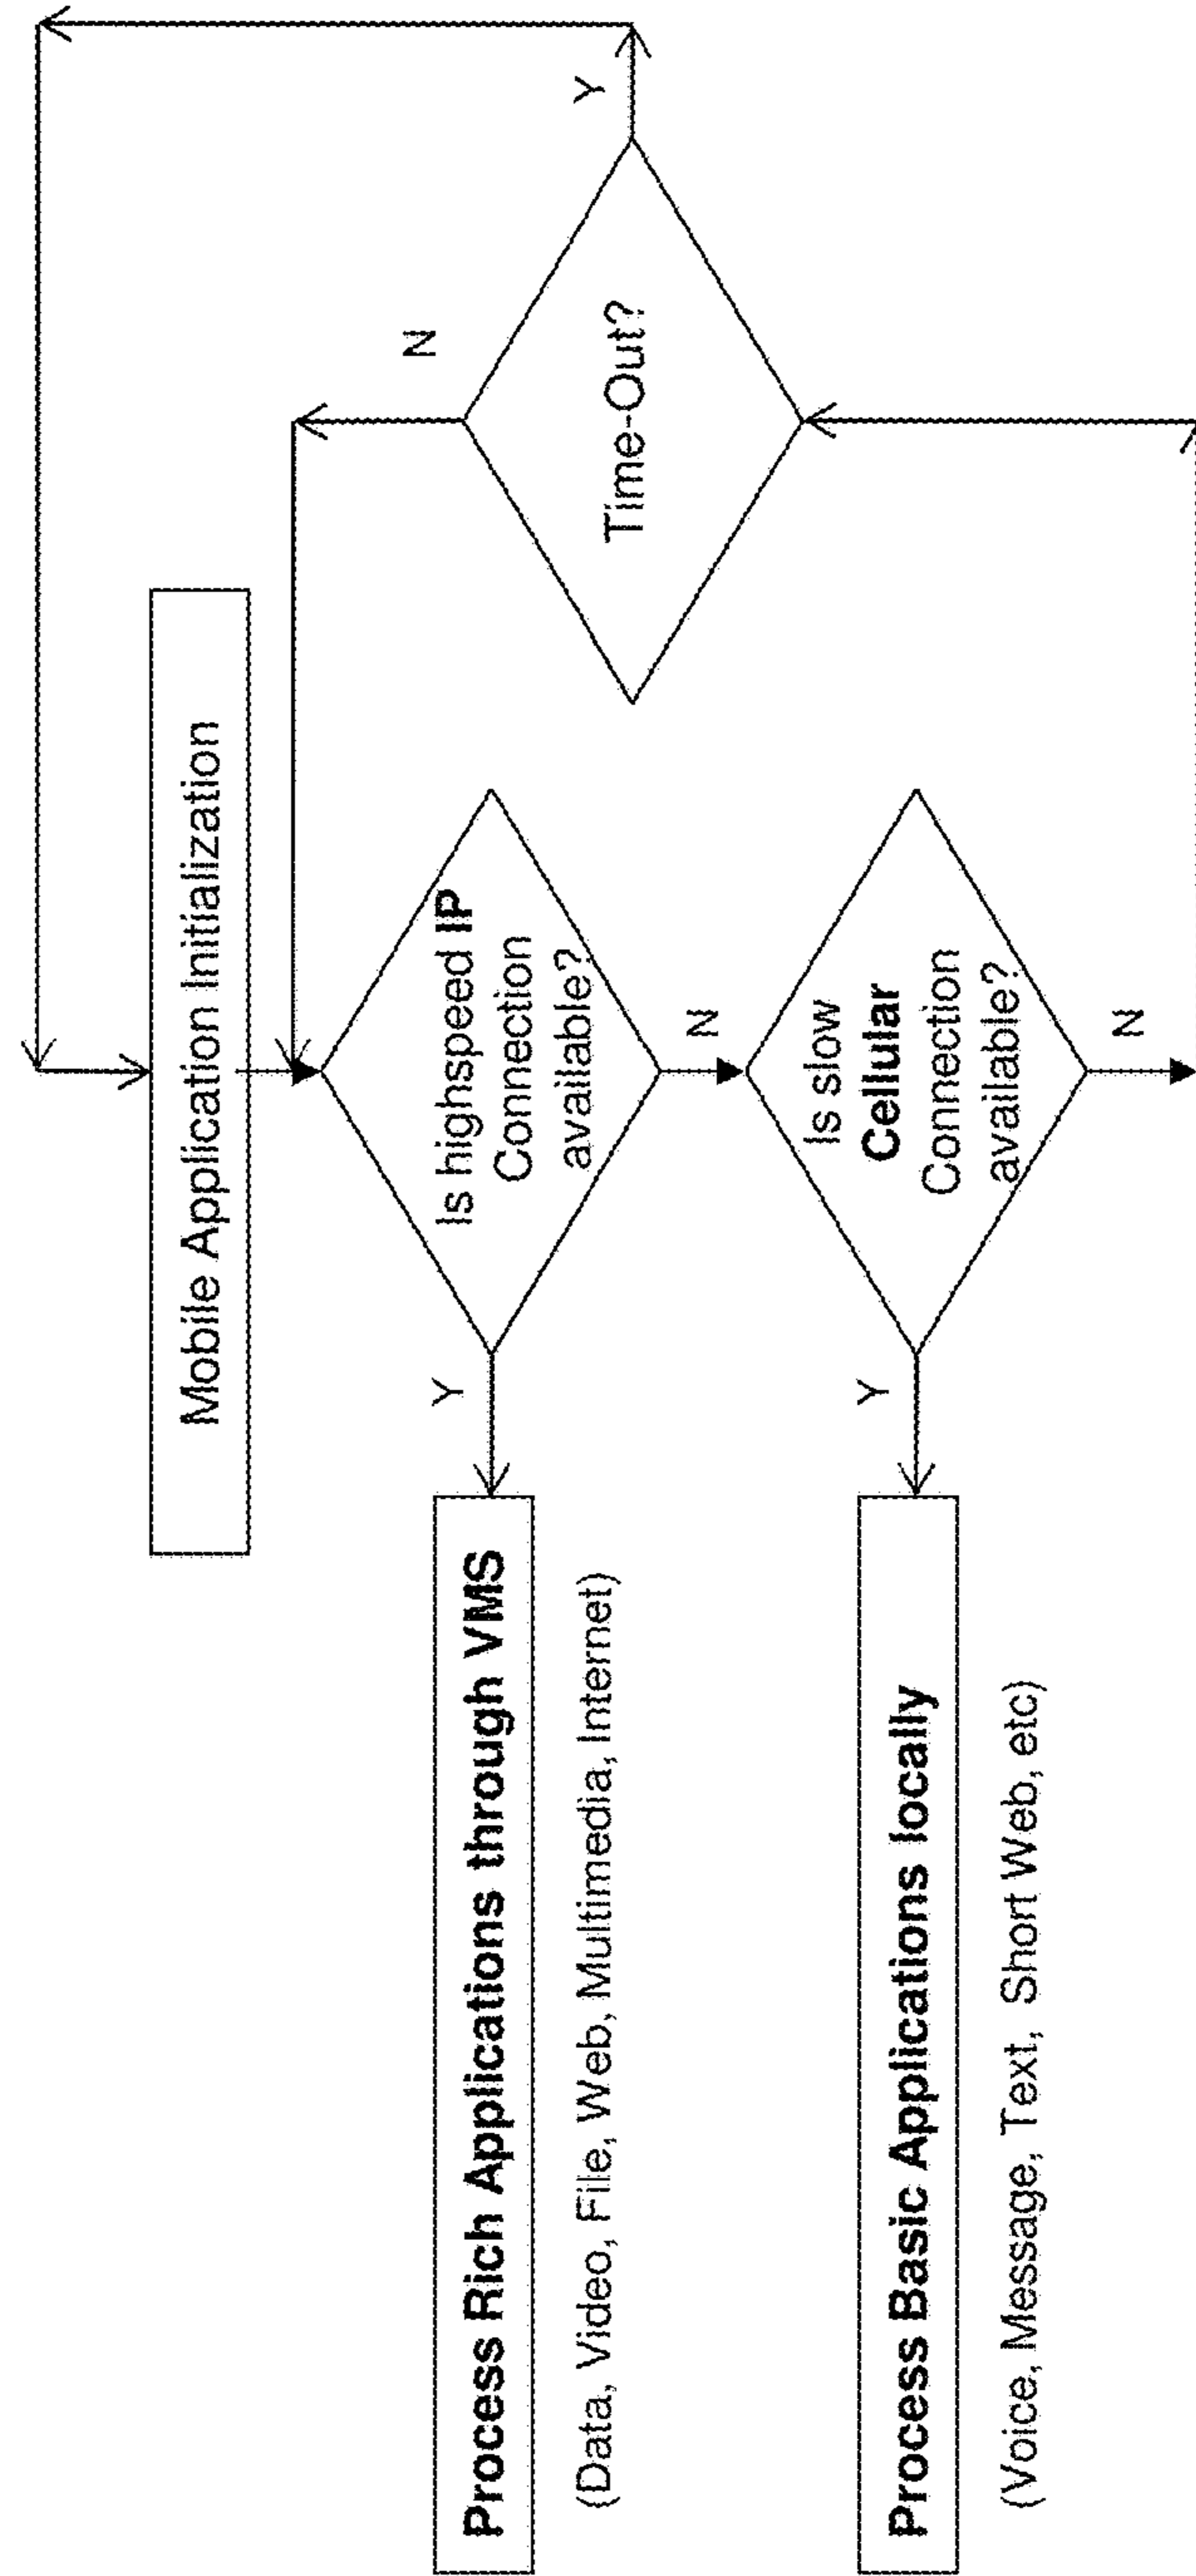 Mobile Application Initialization
Is highspeed IP
Connection
available?
Y
N
Process Rich Applications through VMS
(Data, Video, File, Web, Multimedia, Internet)
Is slow
Cellular
Connection
available?
Y
N
Process Basic Applications locally
(Voice, Message, Text, Short Web, etc)
Time-Out?
N
Y